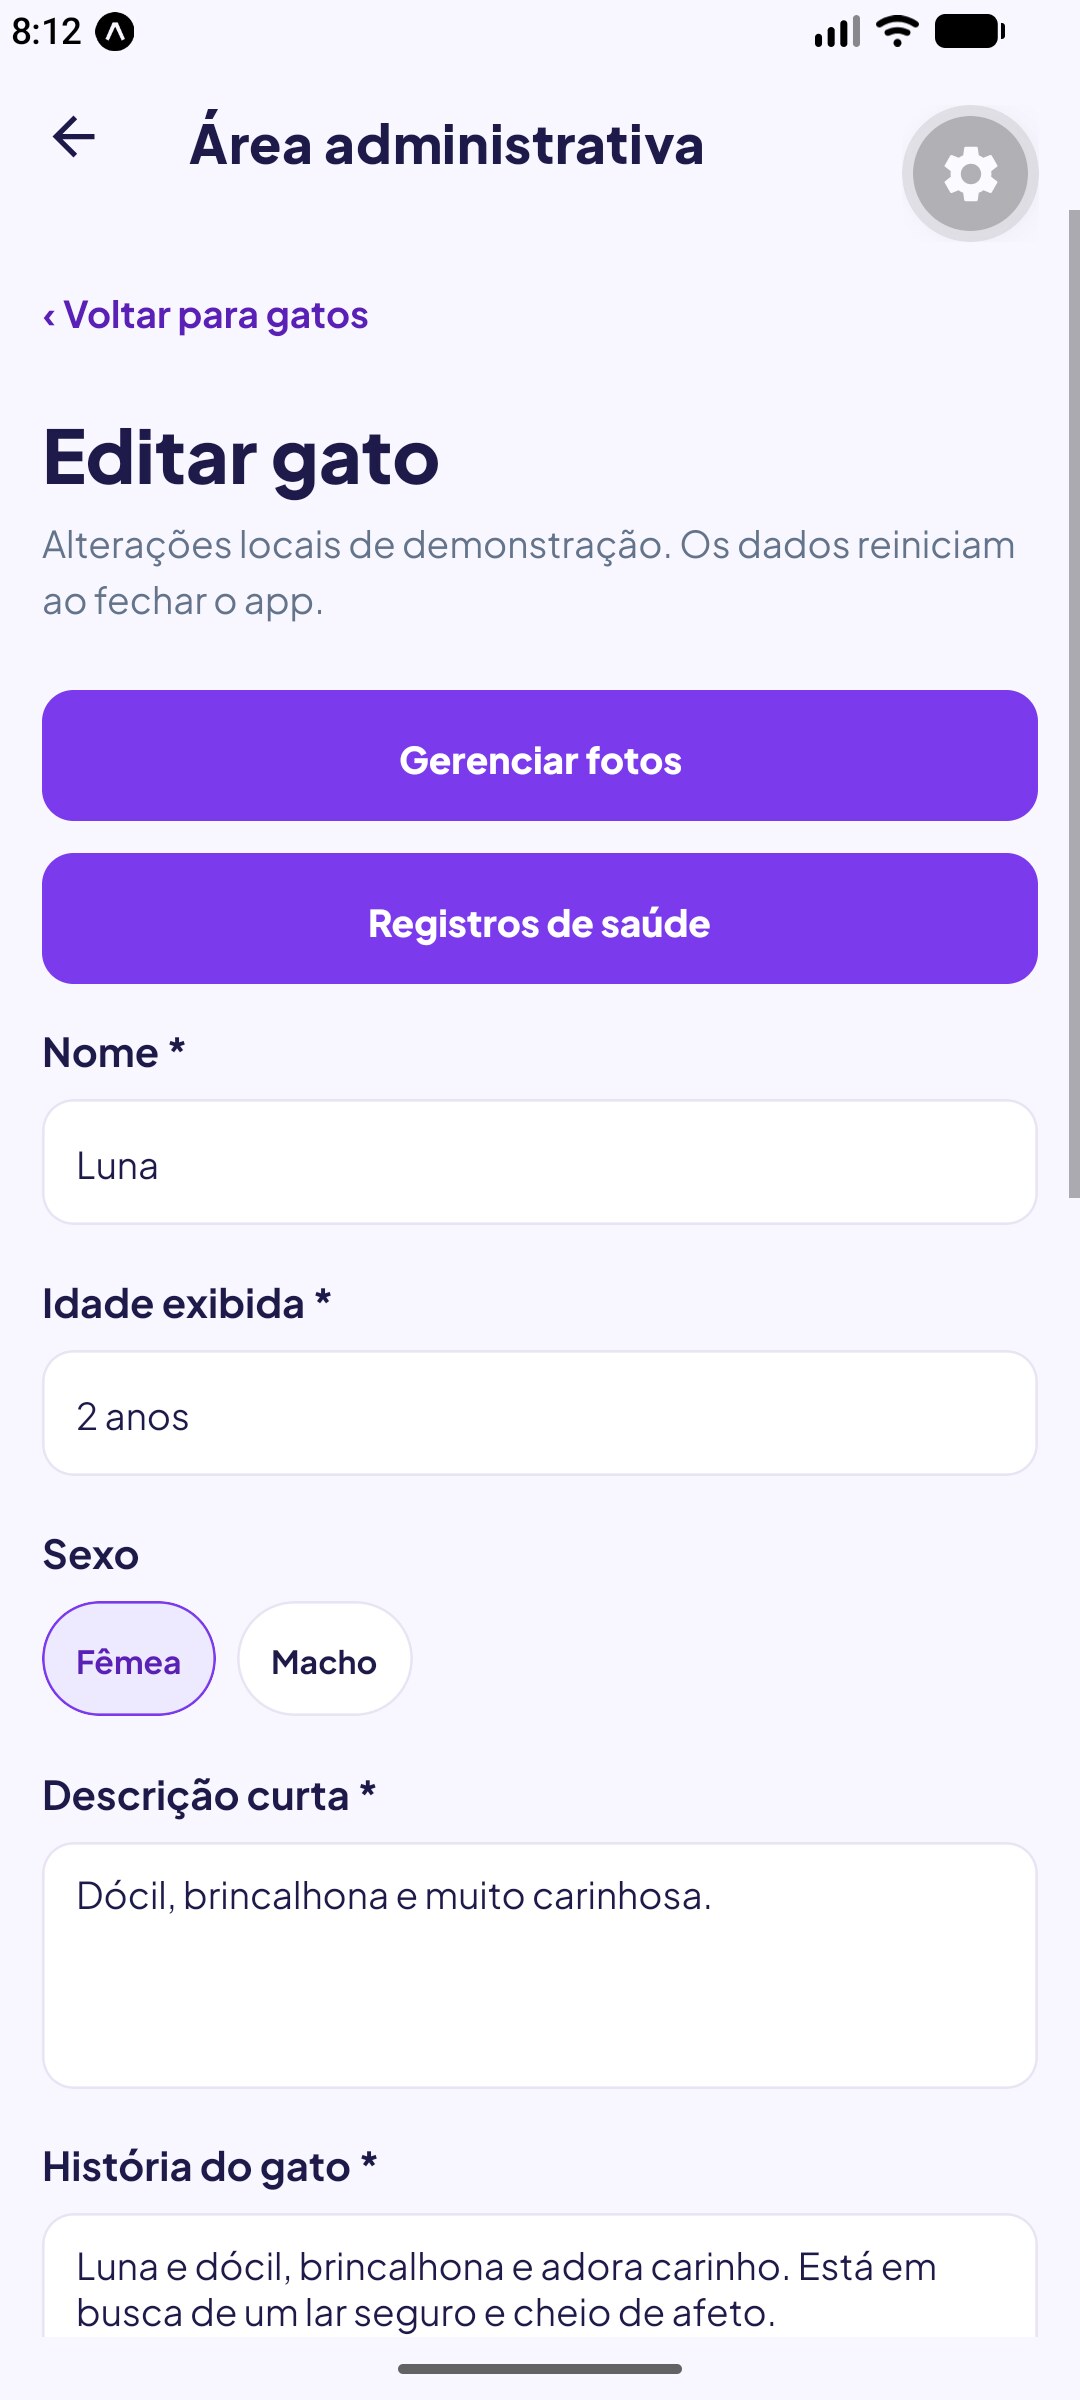 8:12
Área administrativa
‹ Voltar para gatos
Editar gato
Alterações locais de demonstração. Os dados reiniciam
ao fechar o app.
Gerenciar fotos
Registros de saúde
Nome *
Luna
Idade exibida *
2 anos
Sexo
Fêmea Macho
Descrição curta *
Dócil, brincalhona e muito carinhosa.
História do gato *
Luna e dócil, brincalhona e adora carinho. Está em
busca de um lar seguro e cheio de afeto.